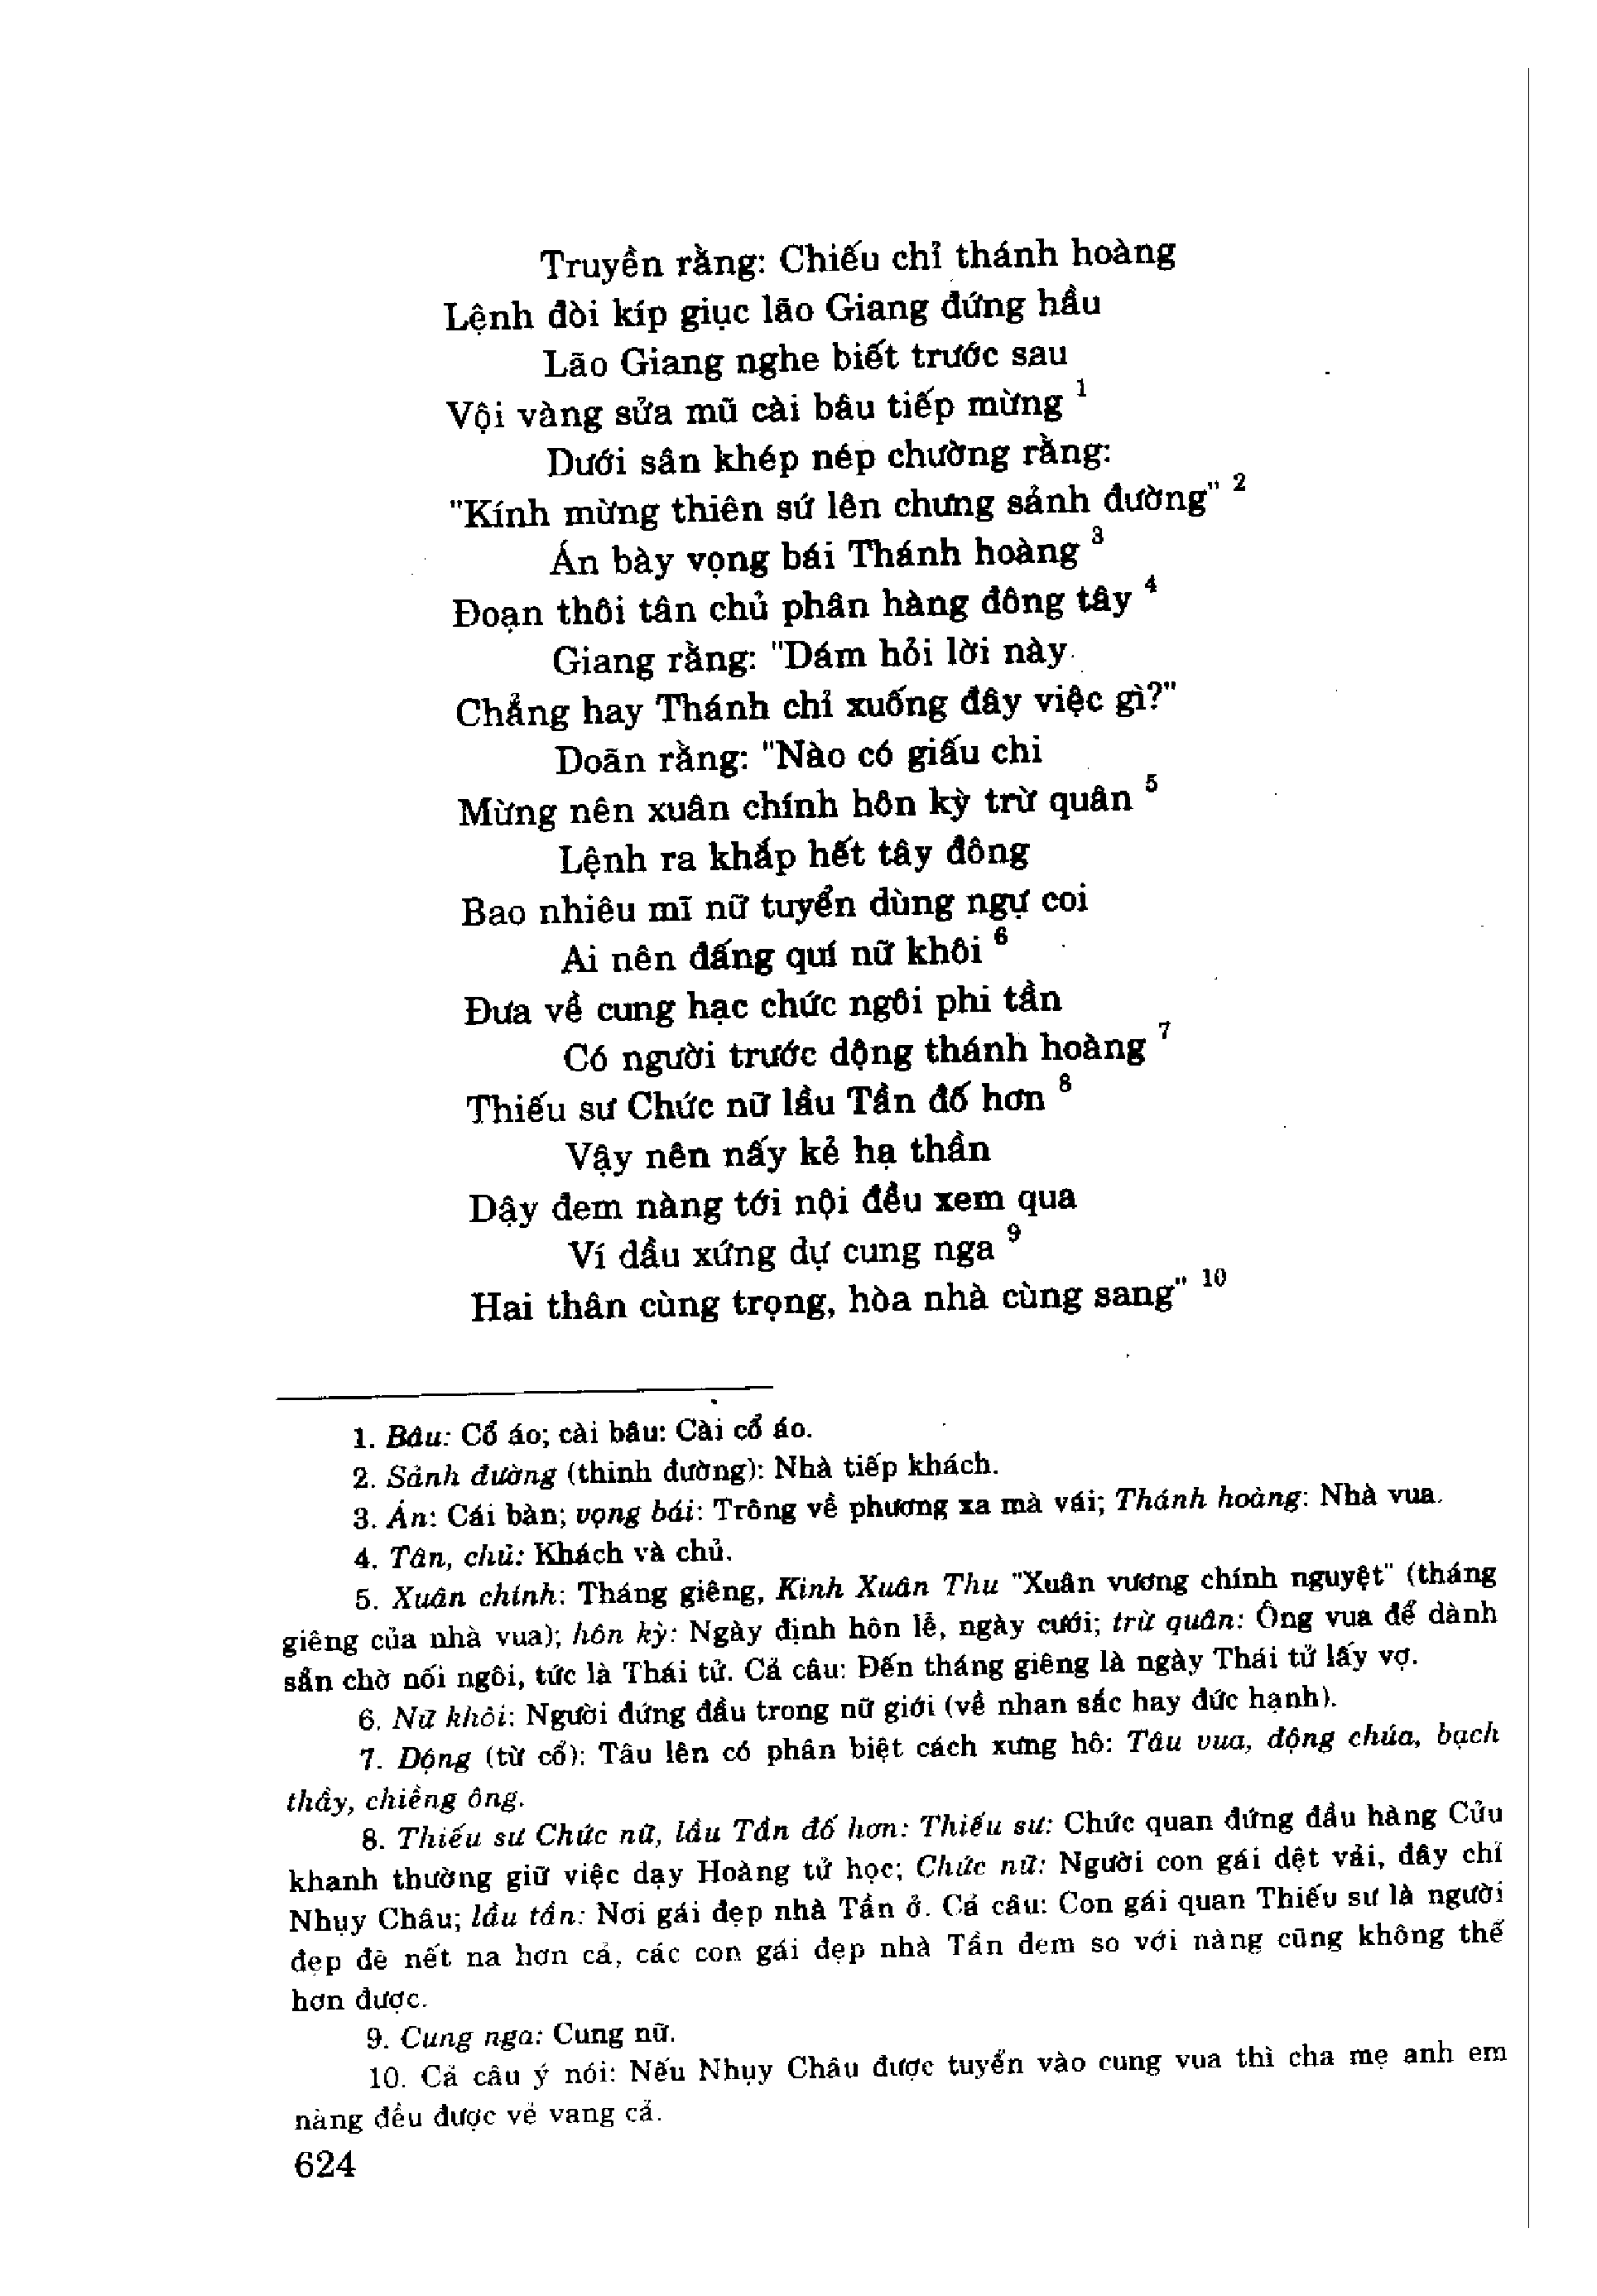 Truyền rằng: Chiếu chỉ thánh hoàng
Lệnh đòi kíp giục lão Giang đứng hầu
Lão Giang nghe biết trước sau
Vội vàng sửa mũ cài bâu tiếp mừng 1
Dưới sân khép nép chường rằng:
"Kính mừng thiên sứ lên chưng sảnh đường" 2
Án bày vọng bái Thánh hoàng 3
Đoạn thôi tân chủ phân hàng đông tây 4
Giang rằng: "Dám hỏi lời này
Chẳng hay Thánh chỉ xuống đây việc gì?"
Doãn rằng: "Nào có giấu chi
Mừng nên xuân chính hôn kỳ trừ quân 5
Lệnh ra khắp hết tây đông
Bao nhiêu mĩ nữ tuyển dùng ngự coi
Ai nên đấng quí nữ khôi 6
Đưa về cung hạc chức ngôi phi tần
Có người trước dộng thánh hoàng 7
Thiếu sư Chức nữ lầu Tần đố hơn 8
Vậy nên nấy kẻ hạ thần
Dậy đem nàng tới nội đều xem qua
Ví dầu xứng dự cung nga 9
Hai thân cùng trọng, hòa nhà cùng sang" 10
1. Bâu: Cổ áo; cài bâu: Cài cổ áo.
2. Sảnh đường (thinh đường): Nhà tiếp khách.
3. Án: Cái bàn; vọng bái: Trông về phương xa mà vái; Thánh hoàng: Nhà vua.
4. Tân, chủ: Khách và chủ.
5. Xuân chính: Tháng giêng, Kinh Xuân Thu "Xuân vương chính nguyệt" (tháng
giêng của nhà vua); hôn kỳ: Ngày định hôn lễ, ngày cưới; trừ quân: Ông vua để dành
sẵn chờ nối ngôi, tức là Thái tử. Cả câu: Đến tháng giêng là ngày Thái tử lấy vợ.
6. Nữ khôi: Người đứng đầu trong nữ giới (về nhan sắc hay đức hạnh).
7. Dộng (từ cổ): Tâu lên có phân biệt cách xưng hô: Tâu vua, động chúa, bạch
thầy, chiềng ông.
8. Thiếu sư Chức nữ, lầu Tần đố hơn: Thiếu sư: Chức quan đứng đầu hàng Cửu
khanh thường giữ việc dạy Hoàng tử học; Chức nữ: Người con gái dệt vải, đây chỉ
Nhụy Châu; lầu tần: Nơi gái đẹp nhà Tần ở. Cả câu: Con gái quan Thiếu sư là người
đẹp đẽ nết na hơn cả, các con gái đẹp nhà Tần đem so với nàng cũng không thể
hơn được.
9. Cung nga: Cung nữ.
10. Cả câu ý nói: Nếu Nhụy Châu được tuyển vào cung vua thì cha mẹ anh em
nàng đều được vẻ vang cả.
624